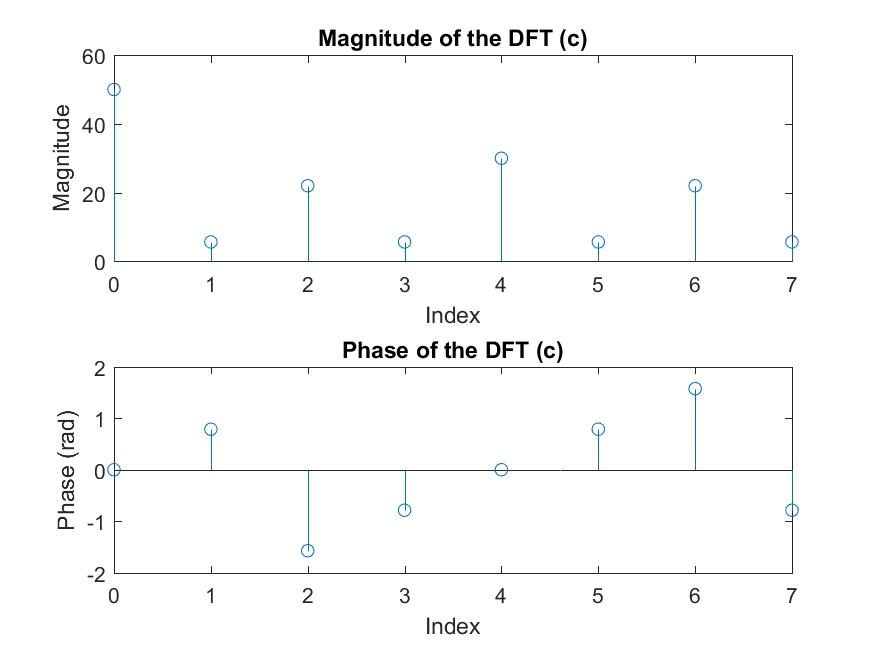 Magnitude of the DFT (c)
60
40
20
0
Magnitude
0 1 2 3 4 5 6 7
Index
Phase of the DFT (c)
2
1
0
-1
-2
Phase (rad)
0 1 2 3 4 5 6 7
Index